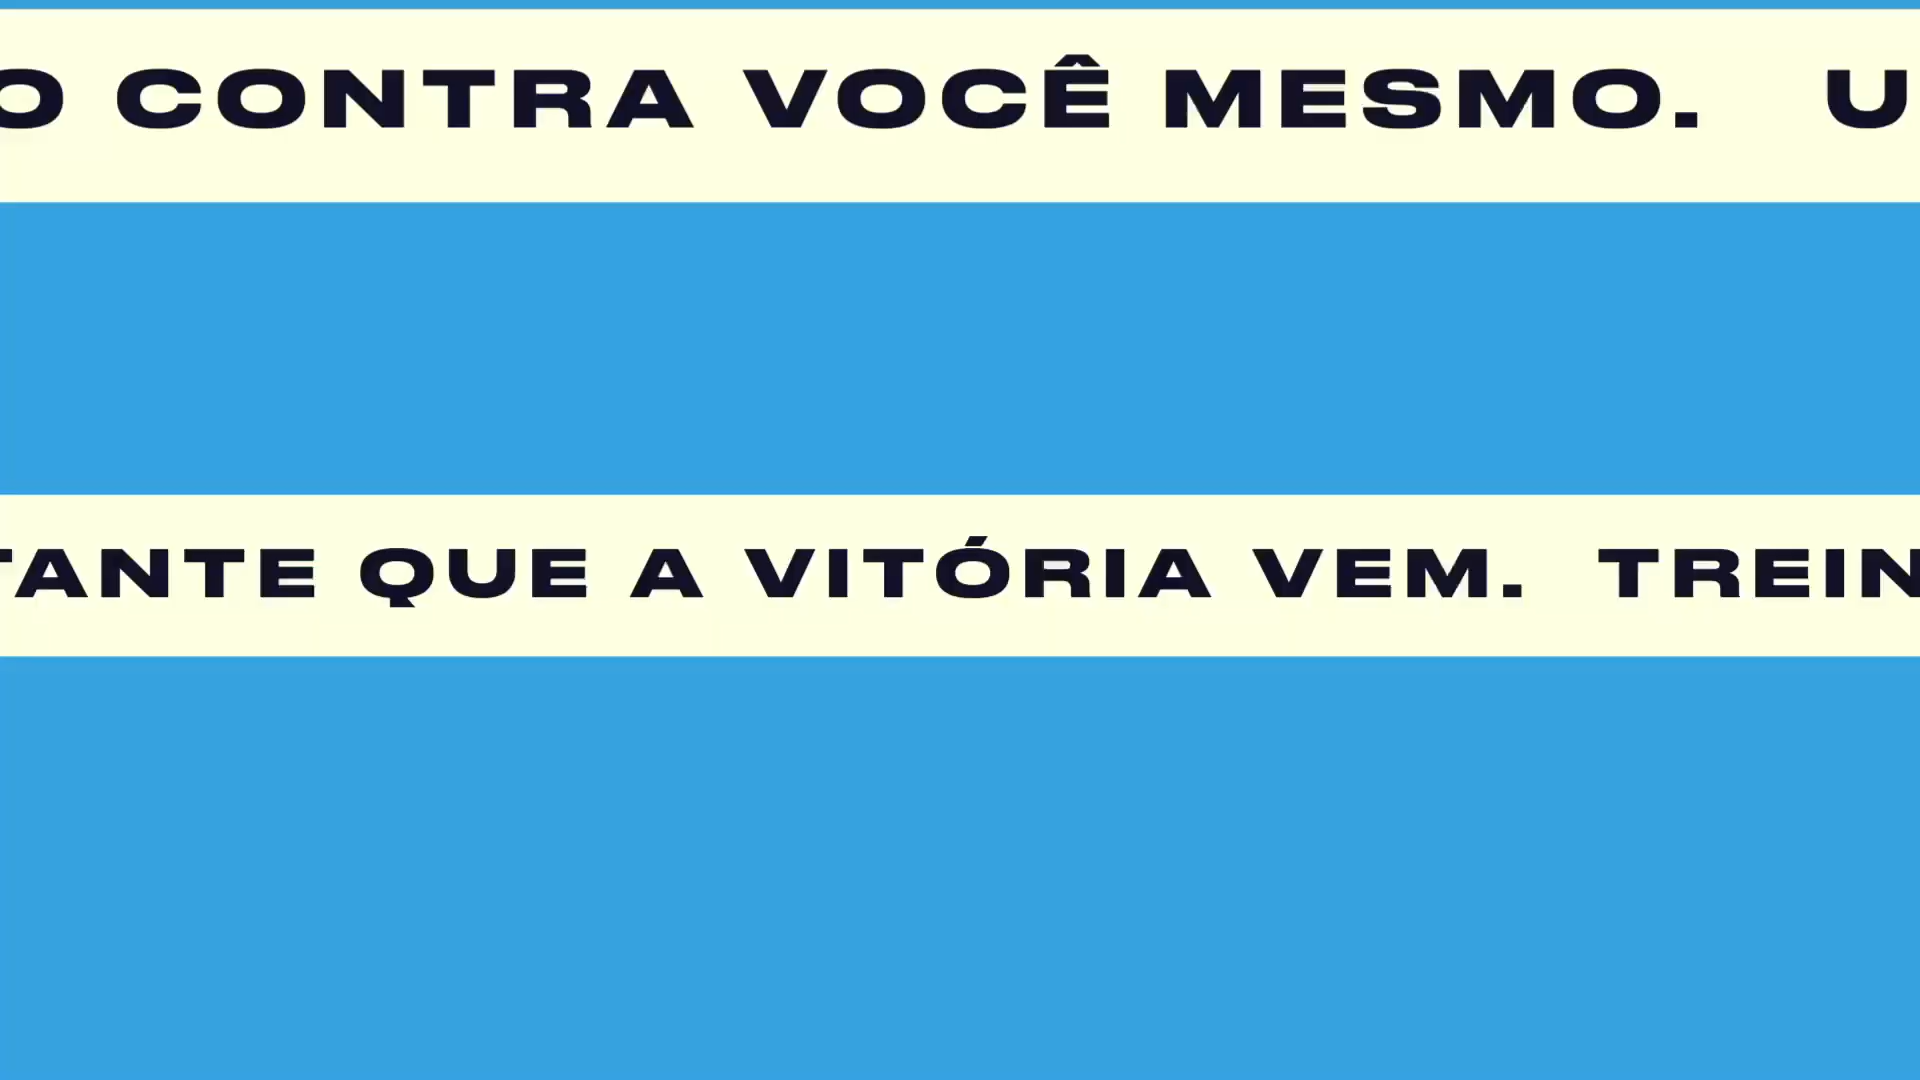 O CONTRA VOCÊ MESMO. U
TANTE QUE A VITÓRIA VEM. TREIN